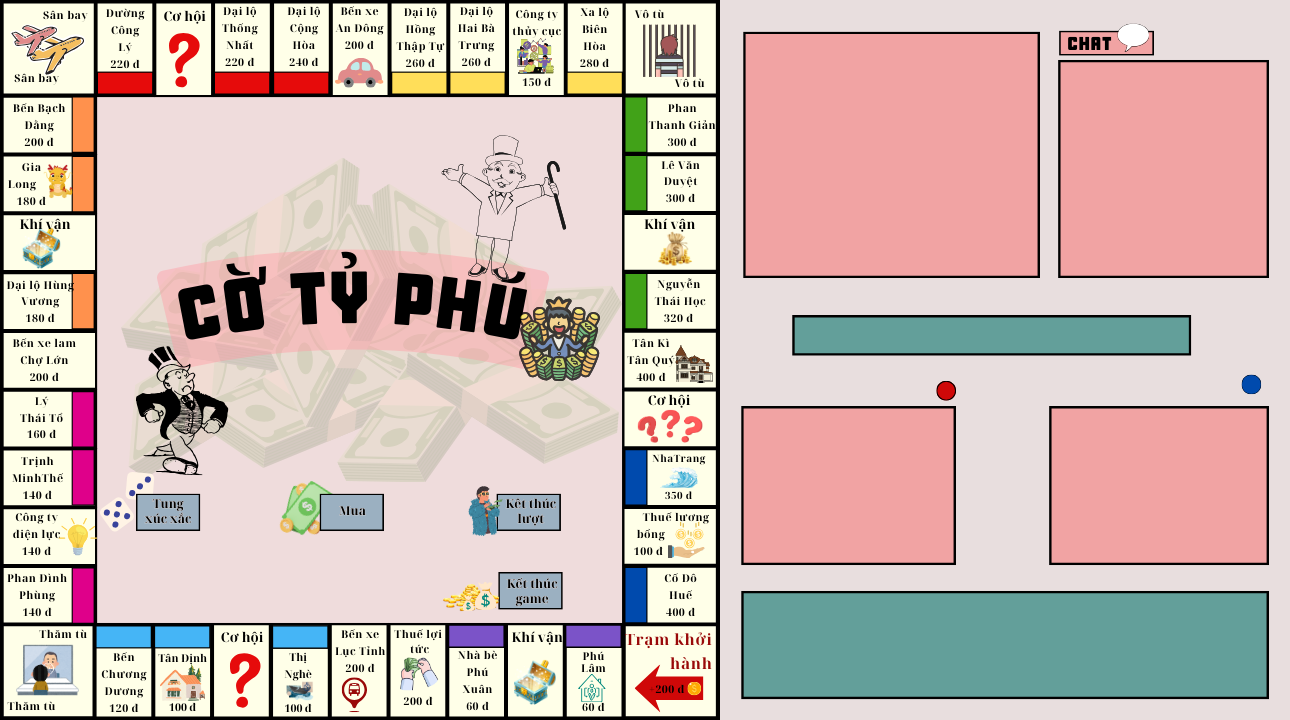 Sân bay
Sân bay
Đường
Công
Lý
220 đ
Cơ hội
Đại lộ
Thống
Nhất
220 đ
Đại lộ
Cộng
Hòa
240 đ
Bến xe
An Đông
200 đ
Đại lộ
Hồng
Thập Tự
260 đ
Đại lộ
Hai Bà
Trưng
260 đ
Công ty
thủy cục
150 đ
Xa lộ
Biên
Hòa
280 đ
Vô tù
Vô tù
CHAT
Bến Bạch
Đằng
200 đ
Gia
Long
180 đ
Khí vận
Đại lộ Hùng
Vương
180 đ
Bến xe lam
Chợ Lớn
200 đ
Lý
Thái Tổ
160 đ
Trịnh
MinhThế
140 đ
Công ty
điện lực
140 đ
Phan Đình
Phùng
140 đ
Phan
Thanh Giản
300 đ
Lê Văn
Duyệt
300 đ
Khí vận
Nguyễn
Thái Học
320 đ
Tân Kì
Tân Quý
400 đ
Cơ hội
NhaTrang
350 đ
Thuế lương
bổng
100 đ
Cố Đô
Huế
400 đ
CỜ TỶ PHÚ
Tung
xúc xắc
Mua
Kết thúc
lượt
Kết thúc
game
Thăm tù
Thăm tù
Bến
Chương
Dương
120 đ
Tân Định
100 đ
Cơ hội
Thị
Nghè
100 đ
Bến xe
Lục Tỉnh
200 đ
Thuế lợi
tức
200 đ
Nhà bè
Phú
Xuân
60 đ
Khí vận
Phú
Lâm
60 đ
Trạm khởi
hành
+200 đ